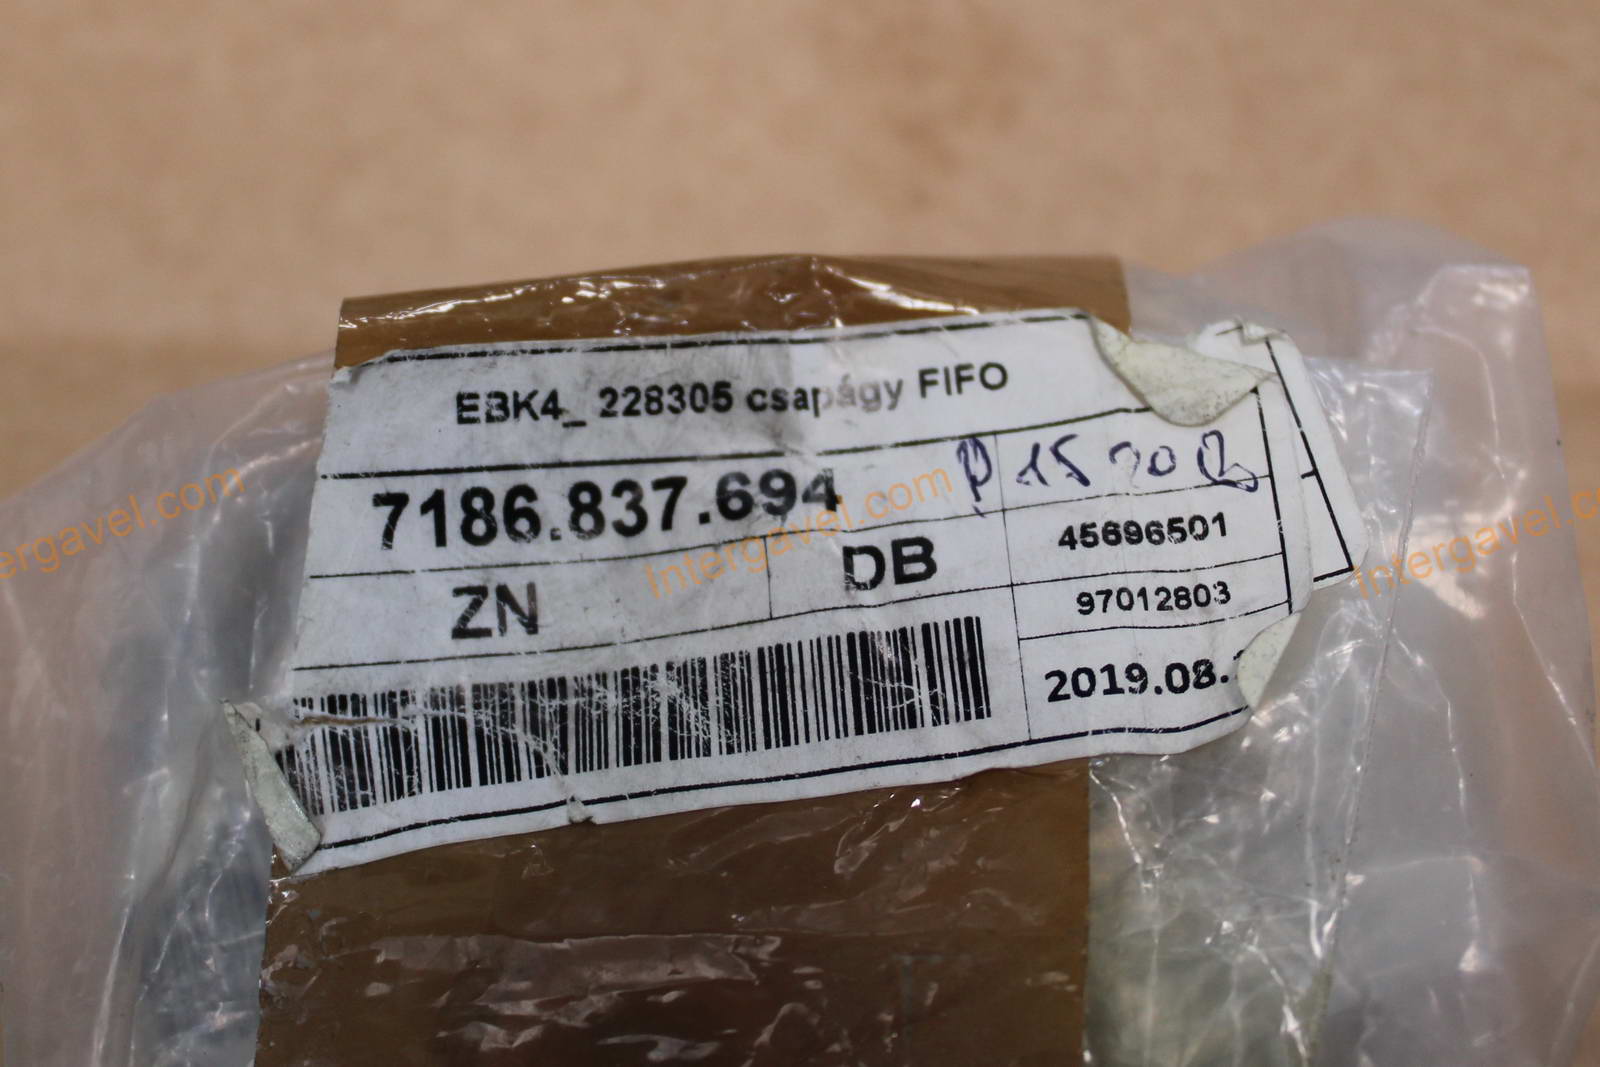 EBK4_ 228305 csapágy FIFO
7186.837.694
ZN
DB
45696501
97012803
2019.08.
intergavel.com
intergavel.com
intergavel.com